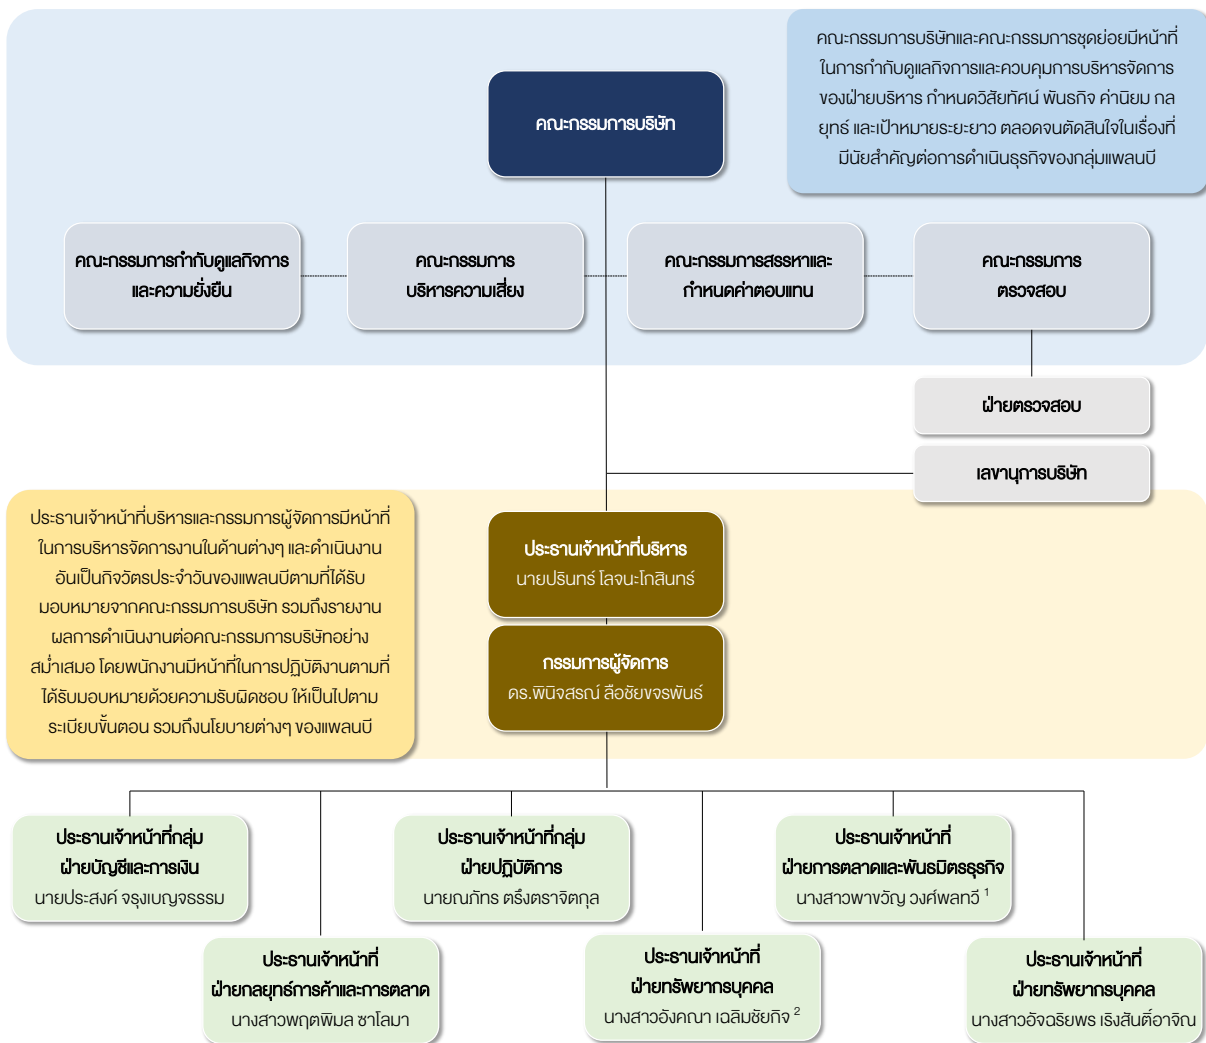 คณะกรรมการบริษัทและคณะกรรมการชุดย่อยมีหน้าที่
ในการกำกับดูแลกิจการและควบคุมการบริหารจัดการ
ของฝ่ายบริหาร กำหนดวิสัยทัศน์ พันธกิจ ค่านิยม กล
ยุทธ์ และเป้าหมายระยะยาว ตลอดจนตัดสินใจในเรื่องที่
มีนัยสำคัญต่อการดำเนินธุรกิจของกลุ่มแพลนบี
คณะกรรมการบริษัท
คณะกรรมการกำกับดูแลกิจการ
และความยั่งยืน
คณะกรรมการ
บริหารความเสี่ยง
คณะกรรมการสรรหาและ
กำหนดค่าตอบแทน
คณะกรรมการ
ตรวจสอบ
ฝ่ายตรวจสอบ
เลขานุการบริษัท
ประธานเจ้าหน้าที่บริหารและกรรมการผู้จัดการมีหน้าที่
ในการบริหารจัดการงานในด้านต่างๆ และดำเนินงาน
อันเป็นกิจวัตรประจำวันของแพลนบีตามที่ได้รับ
มอบหมายจากคณะกรรมการบริษัท รวมถึงรายงาน
ผลการดำเนินงานต่อคณะกรรมการบริษัทอย่าง
สม่ำเสมอ โดยพนักงานมีหน้าที่ในการปฏิบัติงานตามที่
ได้รับมอบหมายด้วยความรับผิดชอบ ให้เป็นไปตาม
ระเบียบขั้นตอน รวมถึงนโยบายต่างๆ ของแพลนบี
ประธานเจ้าหน้าที่บริหาร
นายปรินทร์ โลจนะโกสินทร์
กรรมการผู้จัดการ
ดร.พินิจสรณ์ ลือชัยขจรพันธ์
ประธานเจ้าหน้าที่กลุ่ม
ฝ่ายบัญชีและการเงิน
นายประสงค์ จรุงเบญจธรรม
ประธานเจ้าหน้าที่กลุ่ม
ฝ่ายปฏิบัติการ
นายณภัทร ตรึงตราจิตกุล
ประธานเจ้าหน้าที่
ฝ่ายการตลาดและพันธมิตรธุรกิจ
นางสาวพาขวัญ วงศ์พลทวี 1
ประธานเจ้าหน้าที่
ฝ่ายกลยุทธ์การค้าและการตลาด
นางสาวพฤตพิมล ซาโลมา
ประธานเจ้าหน้าที่
ฝ่ายทรัพยากรบุคคล
นางสาวอังคณา เฉลิมชัยกิจ 2
ประธานเจ้าหน้าที่
ฝ่ายทรัพยากรบุคคล
นางสาวอัจฉริยพร เริงสันติ์อาจิณ